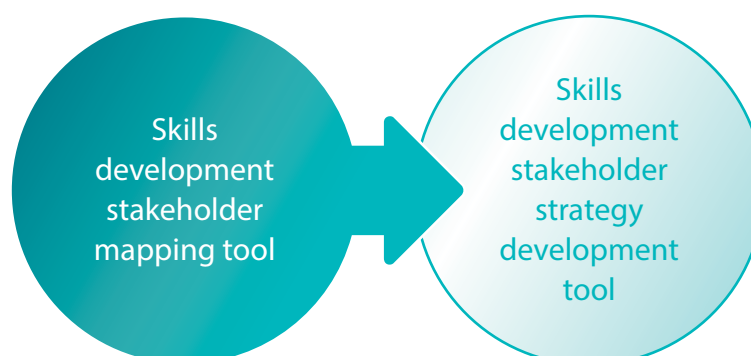 Skills
development
stakeholder
mapping tool
Skills
development
stakeholder
strategy
development
tool